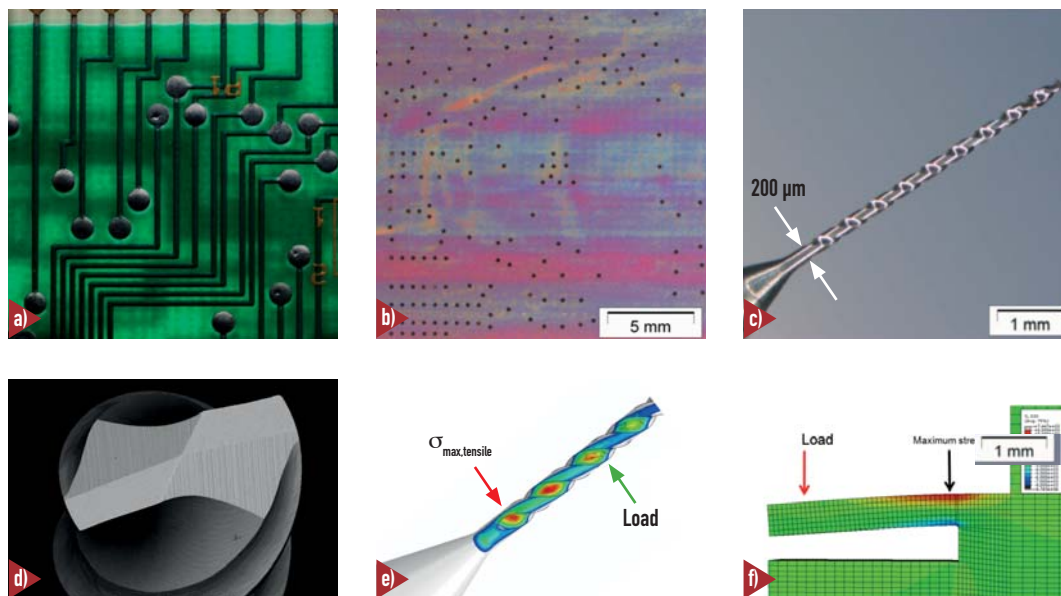 a)
b)
5 mm
200 µm
c)
1 mm
d)
σmax,tensile
Load
e)
Load
Maximum stre
1 mm
f)